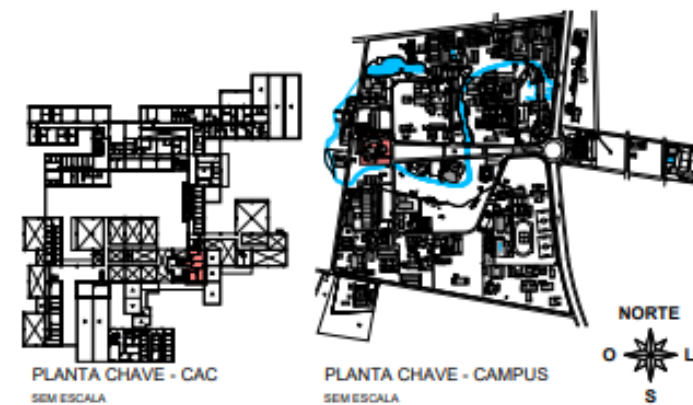 PLANTA CHAVE - CAC
SEM ESCALA
PLANTA CHAVE - CAMPUS
SEM ESCALA
NORTE
O L
S